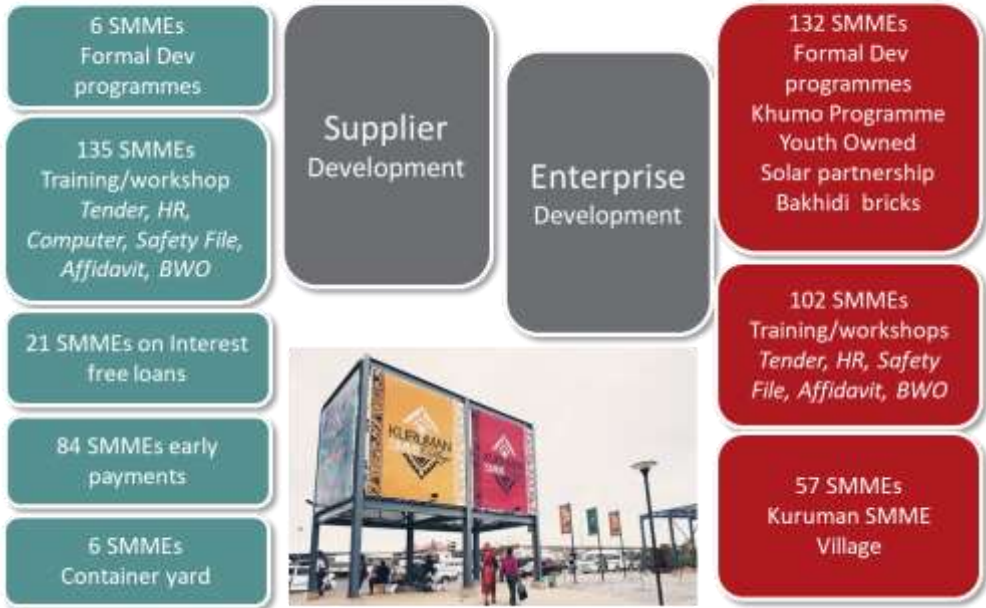 6 SMMEs
Formal Dev
programmes
135 SMMEs
Training/workshop
Tender, HR,
Computer, Safety File,
Affidavit, BWO
21 SMMEs on Interest
free loans
84 SMMEs early
payments
6 SMMEs
Container yard
Supplier
Development
Enterprise
Development
KURUMAN
KURUMAN
132 SMMEs
Formal Dev
programmes
Khumo Programme
Youth Owned
Solar partnership
Bakhidi bricks
102 SMMEs
Training/workshops
Tender, HR, Safety
File, Affidavit, BWO
57 SMMEs
Kuruman SMME
Village